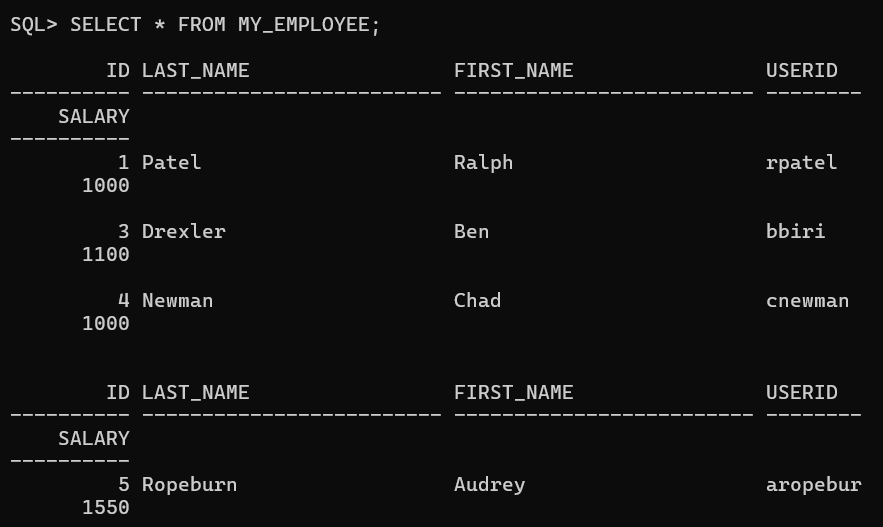 SQL> SELECT * FROM MY_EMPLOYEE;
        ID LAST_NAME                 FIRST_NAME                USERID
---------- ------------------------- ------------------------- --------
    SALARY
----------
         1 Patel                     Ralph                     rpatel
      1000
         3 Drexler                   Ben                       bbiri
      1100
         4 Newman                    Chad                      cnewman
      1000
        ID LAST_NAME                 FIRST_NAME                USERID
---------- ------------------------- ------------------------- --------
    SALARY
----------
         5 Ropeburn                  Audrey                    aropebur
      1550